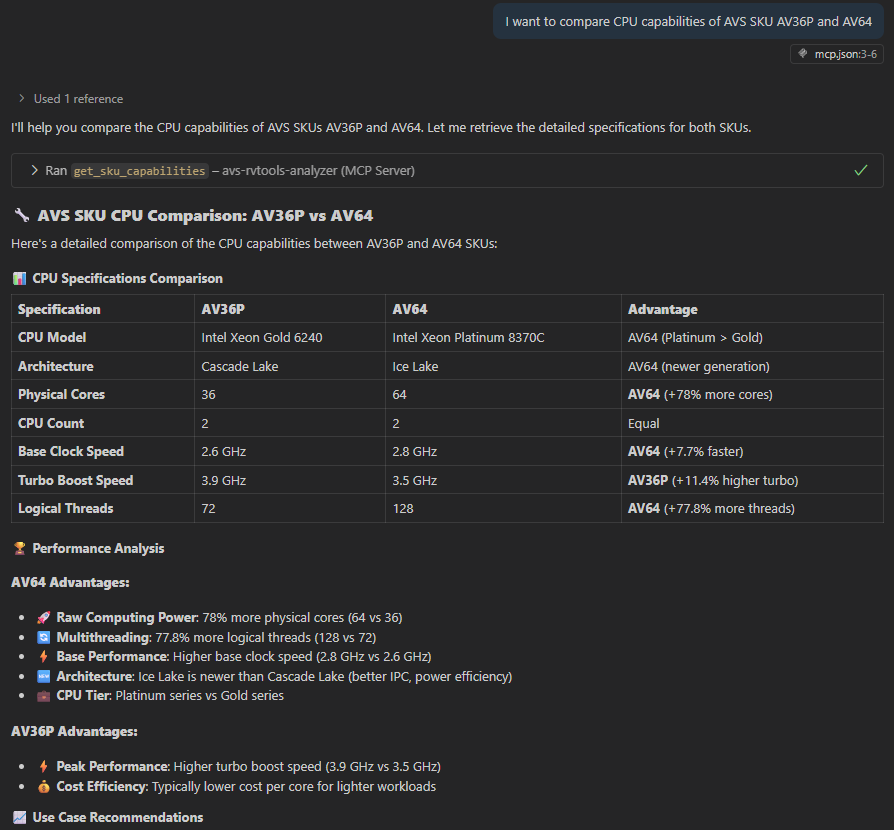 I want to compare CPU capabilities of AVS SKU AV36P and AV64
mcp.json:3-6
Used 1 reference
I'll help you compare the CPU capabilities of AVS SKUs AV36P and AV64. Let me retrieve the detailed specifications for both SKUs.
Ran get_sku_capabilities – avs-rvtools-analyzer (MCP Server)
🔧 AVS SKU CPU Comparison: AV36P vs AV64
Here's a detailed comparison of the CPU capabilities between AV36P and AV64 SKUs:
📊 CPU Specifications Comparison
Specification AV36P AV64 Advantage
CPU Model Intel Xeon Gold 6240 Intel Xeon Platinum 8370C AV64 (Platinum > Gold)
Architecture Cascade Lake Ice Lake AV64 (newer generation)
Physical Cores 36 64 AV64 (+78% more cores)
CPU Count 2 2 Equal
Base Clock Speed 2.6 GHz 2.8 GHz AV64 (+7.7% faster)
Turbo Boost Speed 3.9 GHz 3.5 GHz AV36P (+11.4% higher turbo)
Logical Threads 72 128 AV64 (+77.8% more threads)
🏆 Performance Analysis
AV64 Advantages:
• 🚀 Raw Computing Power: 78% more physical cores (64 vs 36)
• 🔄 Multithreading: 77.8% more logical threads (128 vs 72)
• ⚡ Base Performance: Higher base clock speed (2.8 GHz vs 2.6 GHz)
• 🆕 Architecture: Ice Lake is newer than Cascade Lake (better IPC, power efficiency)
• 💼 CPU Tier: Platinum series vs Gold series
AV36P Advantages:
• ⚡ Peak Performance: Higher turbo boost speed (3.9 GHz vs 3.5 GHz)
• 💰 Cost Efficiency: Typically lower cost per core for lighter workloads
📈 Use Case Recommendations